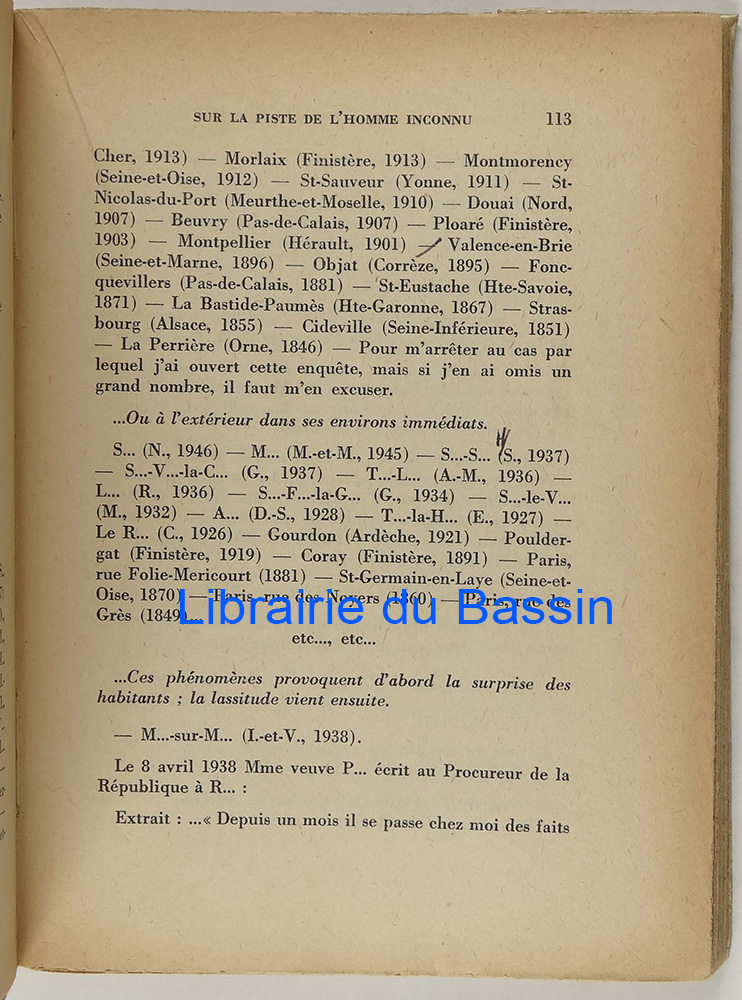 SUR LA PISTE DE L'HOMME INCONNU 113
Cher, 1913) — Morlaix (Finistère, 1913) — Montmorency
(Seine-et-Oise, 1912) — St-Sauveur (Yonne, 1911) — St-
Nicolas-du-Port (Meurthe-et-Moselle, 1910) — Douai (Nord,
1907) — Beuvry (Pas-de-Calais, 1907) — Ploaré (Finistère,
1903) — Montpellier (Hérault, 1901) — Valence-en-Brie
(Seine-et-Marne, 1896) — Objat (Corrèze, 1895) — Fonc-
quevillers (Pas-de-Calais, 1881) — St-Eustache (Hte-Savoie,
1871) — La Bastide-Paumès (Hte-Garonne, 1867) — Stras-
bourg (Alsace, 1855) — Cideville (Seine-Inférieure, 1851)
— La Perrière (Orne, 1846) — Pour m'arrêter au cas par
lequel j'ai ouvert cette enquête, mais si j'en ai omis un
grand nombre, il faut m'en excuser.
...Ou à l'extérieur dans ses environs immédiats.
S... (N., 1946) — M... (M.-et-M., 1945) — S...-S... (S., 1937)
— S...-V...-la-C... (G., 1937) — T...-L... (A.-M., 1936) —
L... (R., 1936) — S...-F...-la-G... (G., 1934) — S...-le-V...
(M., 1932) — A... (D.-S., 1928) — T...-la-H... (E., 1927) —
Le R... (C., 1926) — Gourdon (Ardèche, 1921) — Poulder-
gat (Finistère, 1919) — Coray (Finistère, 1891) — Paris,
rue Folie-Mericourt (1881) — St-Germain-en-Laye (Seine-et-
Oise, 1870) — Paris, rue des Noyers (1860) — Paris, rue des
Grès (1849)...
Librairie du Bassin
etc..., etc...
...Ces phénomènes provoquent d'abord la surprise des
habitants ; la lassitude vient ensuite.
— M...-sur-M... (I.-et-V., 1938).
Le 8 avril 1938 Mme veuve P... écrit au Procureur de la
République à R... :
Extrait : ...« Depuis un mois il se passe chez moi des faits